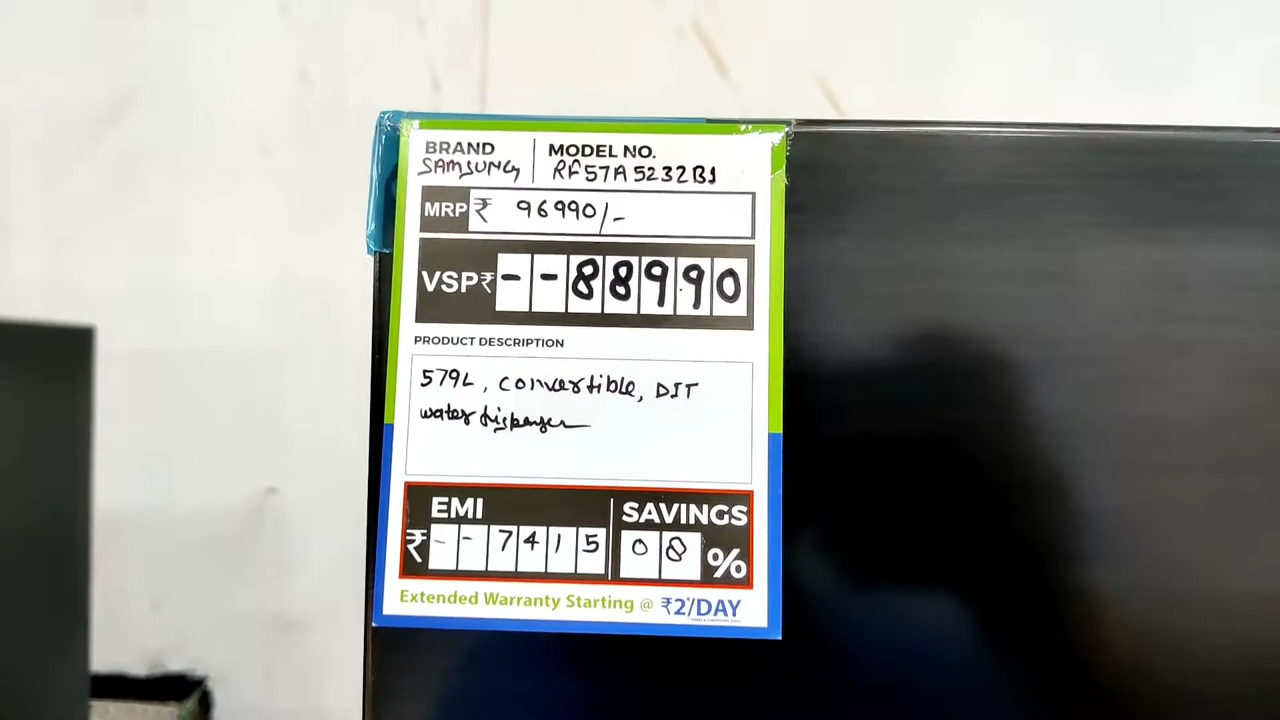 BRAND
SAMSUNG
MODEL NO.
RF57A5232B1
MRP ₹ 96990/-
VSP ₹ --88990
PRODUCT DESCRIPTION
579L, convertible, DIT
water dispenser
EMI
₹ --7415
SAVINGS
08 %
Extended Warranty Starting @ ₹2*/DAY